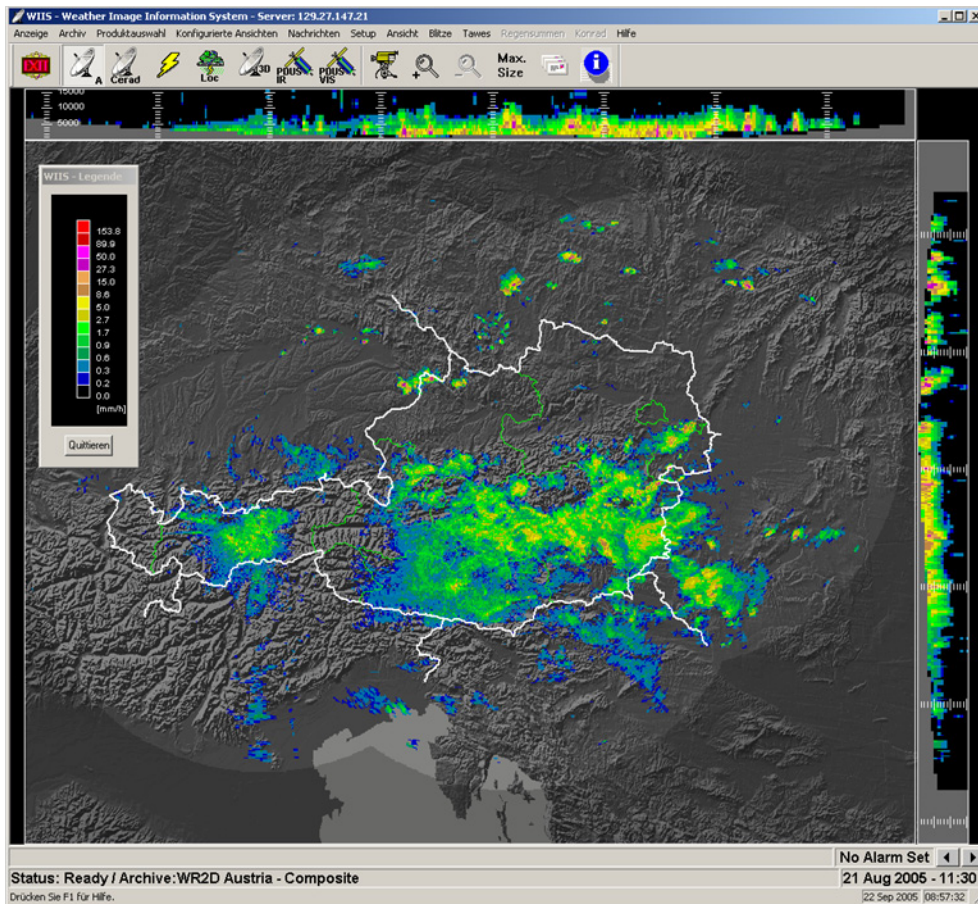 WIIS - Weather Image Information System - Server: 129.27.147.21
Anzeige Archiv Produktauswahl Konfigurierte Ansichten Nachrichten Setup Ansicht Blitze Tawes Regensummen Konrad Hilfe
EXIT A Cerad Loc 3D PDUS IR PDUS VIS Max. Size
15000
10000
5000
WIIS - Legende
153.8
89.9
50.0
27.3
15.0
8.6
5.0
2.7
1.7
0.9
0.6
0.3
0.2
0.0
[mm/h]
Quittieren
No Alarm Set
Status: Ready / Archive:WR2D Austria - Composite 21 Aug 2005 - 11:30
Drücken Sie F1 für Hilfe. 22 Sep 2005 08:57:32